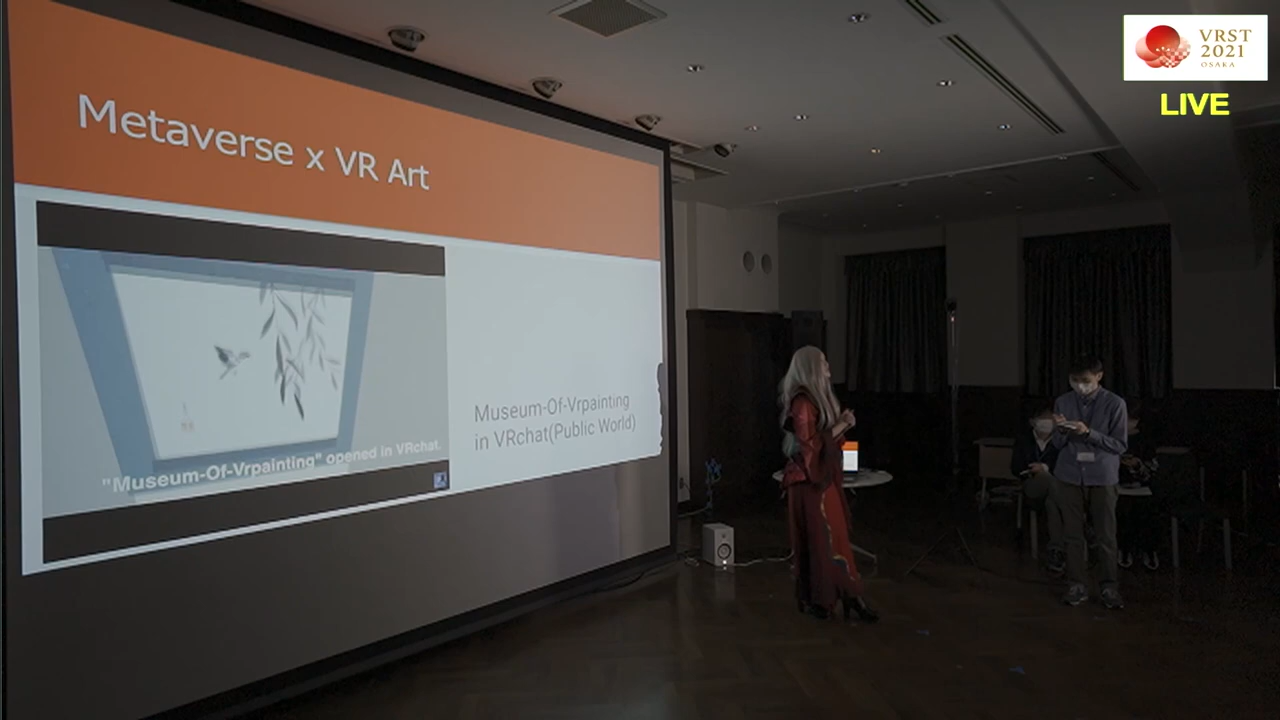 Metaverse x VR Art
"Museum-Of-Vrpainting" opened in VRchat.
Museum-Of-Vrpainting
in VRchat(Public World)
VRST
2021
OSAKA
LIVE